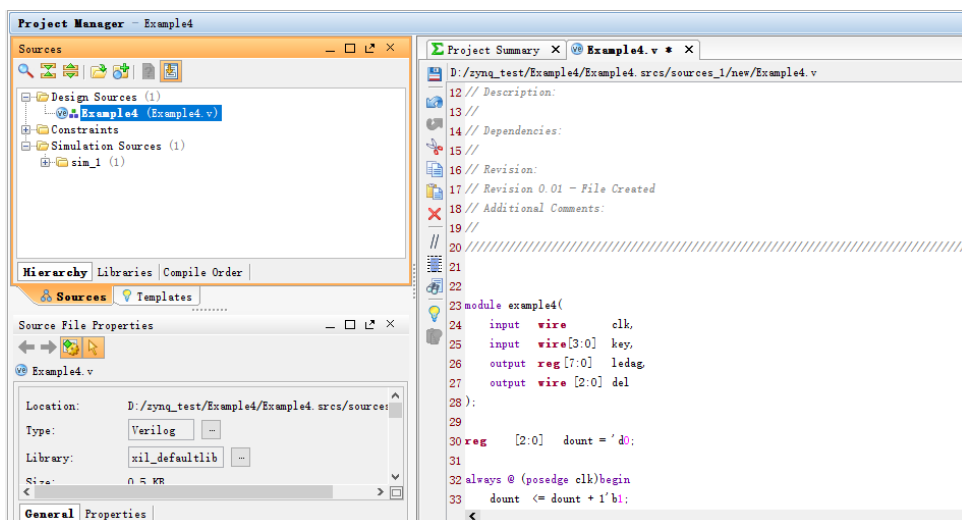 Project Manager - Example4
Sources
Design Sources (1)
Example4 (Example4.v)
Constraints
Simulation Sources (1)
sim_1 (1)
Hierarchy Libraries Compile Order
Sources Templates
Source File Properties
Example4.v
Location: D:/zynq_test/Example4/Example4.srcs/sources
Type: Verilog ...
Library: xil_defaultlib ...
Size: 0.5 KB
General Properties
Σ Project Summary × Example4.v * ×
D:/zynq_test/Example4/Example4.srcs/sources_1/new/Example4.v
12 // Description:
13 //
14 // Dependencies:
15 //
16 // Revision:
17 // Revision 0.01 - File Created
18 // Additional Comments:
19 //
20 //////////////////////////////////////////////////////////////////////////////////
21
22
23 module example4(
24 input wire clk,
25 input wire[3:0] key,
26 output reg[7:0] ledag,
27 output wire [2:0] del
28 );
29
30 reg [2:0] dount = 'd0;
31
32 always @ (posedge clk)begin
33 dount <= dount + 1'b1;